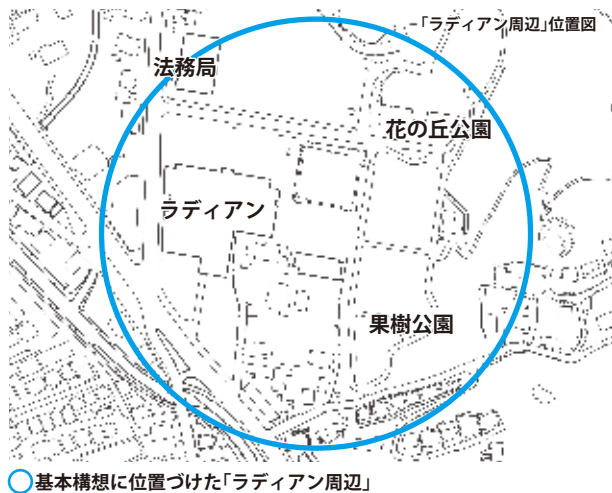 「ラディアン周辺」位置図
法務局
花の丘公園
ラディアン
果樹公園
基本構想に位置づけた「ラディアン周辺」